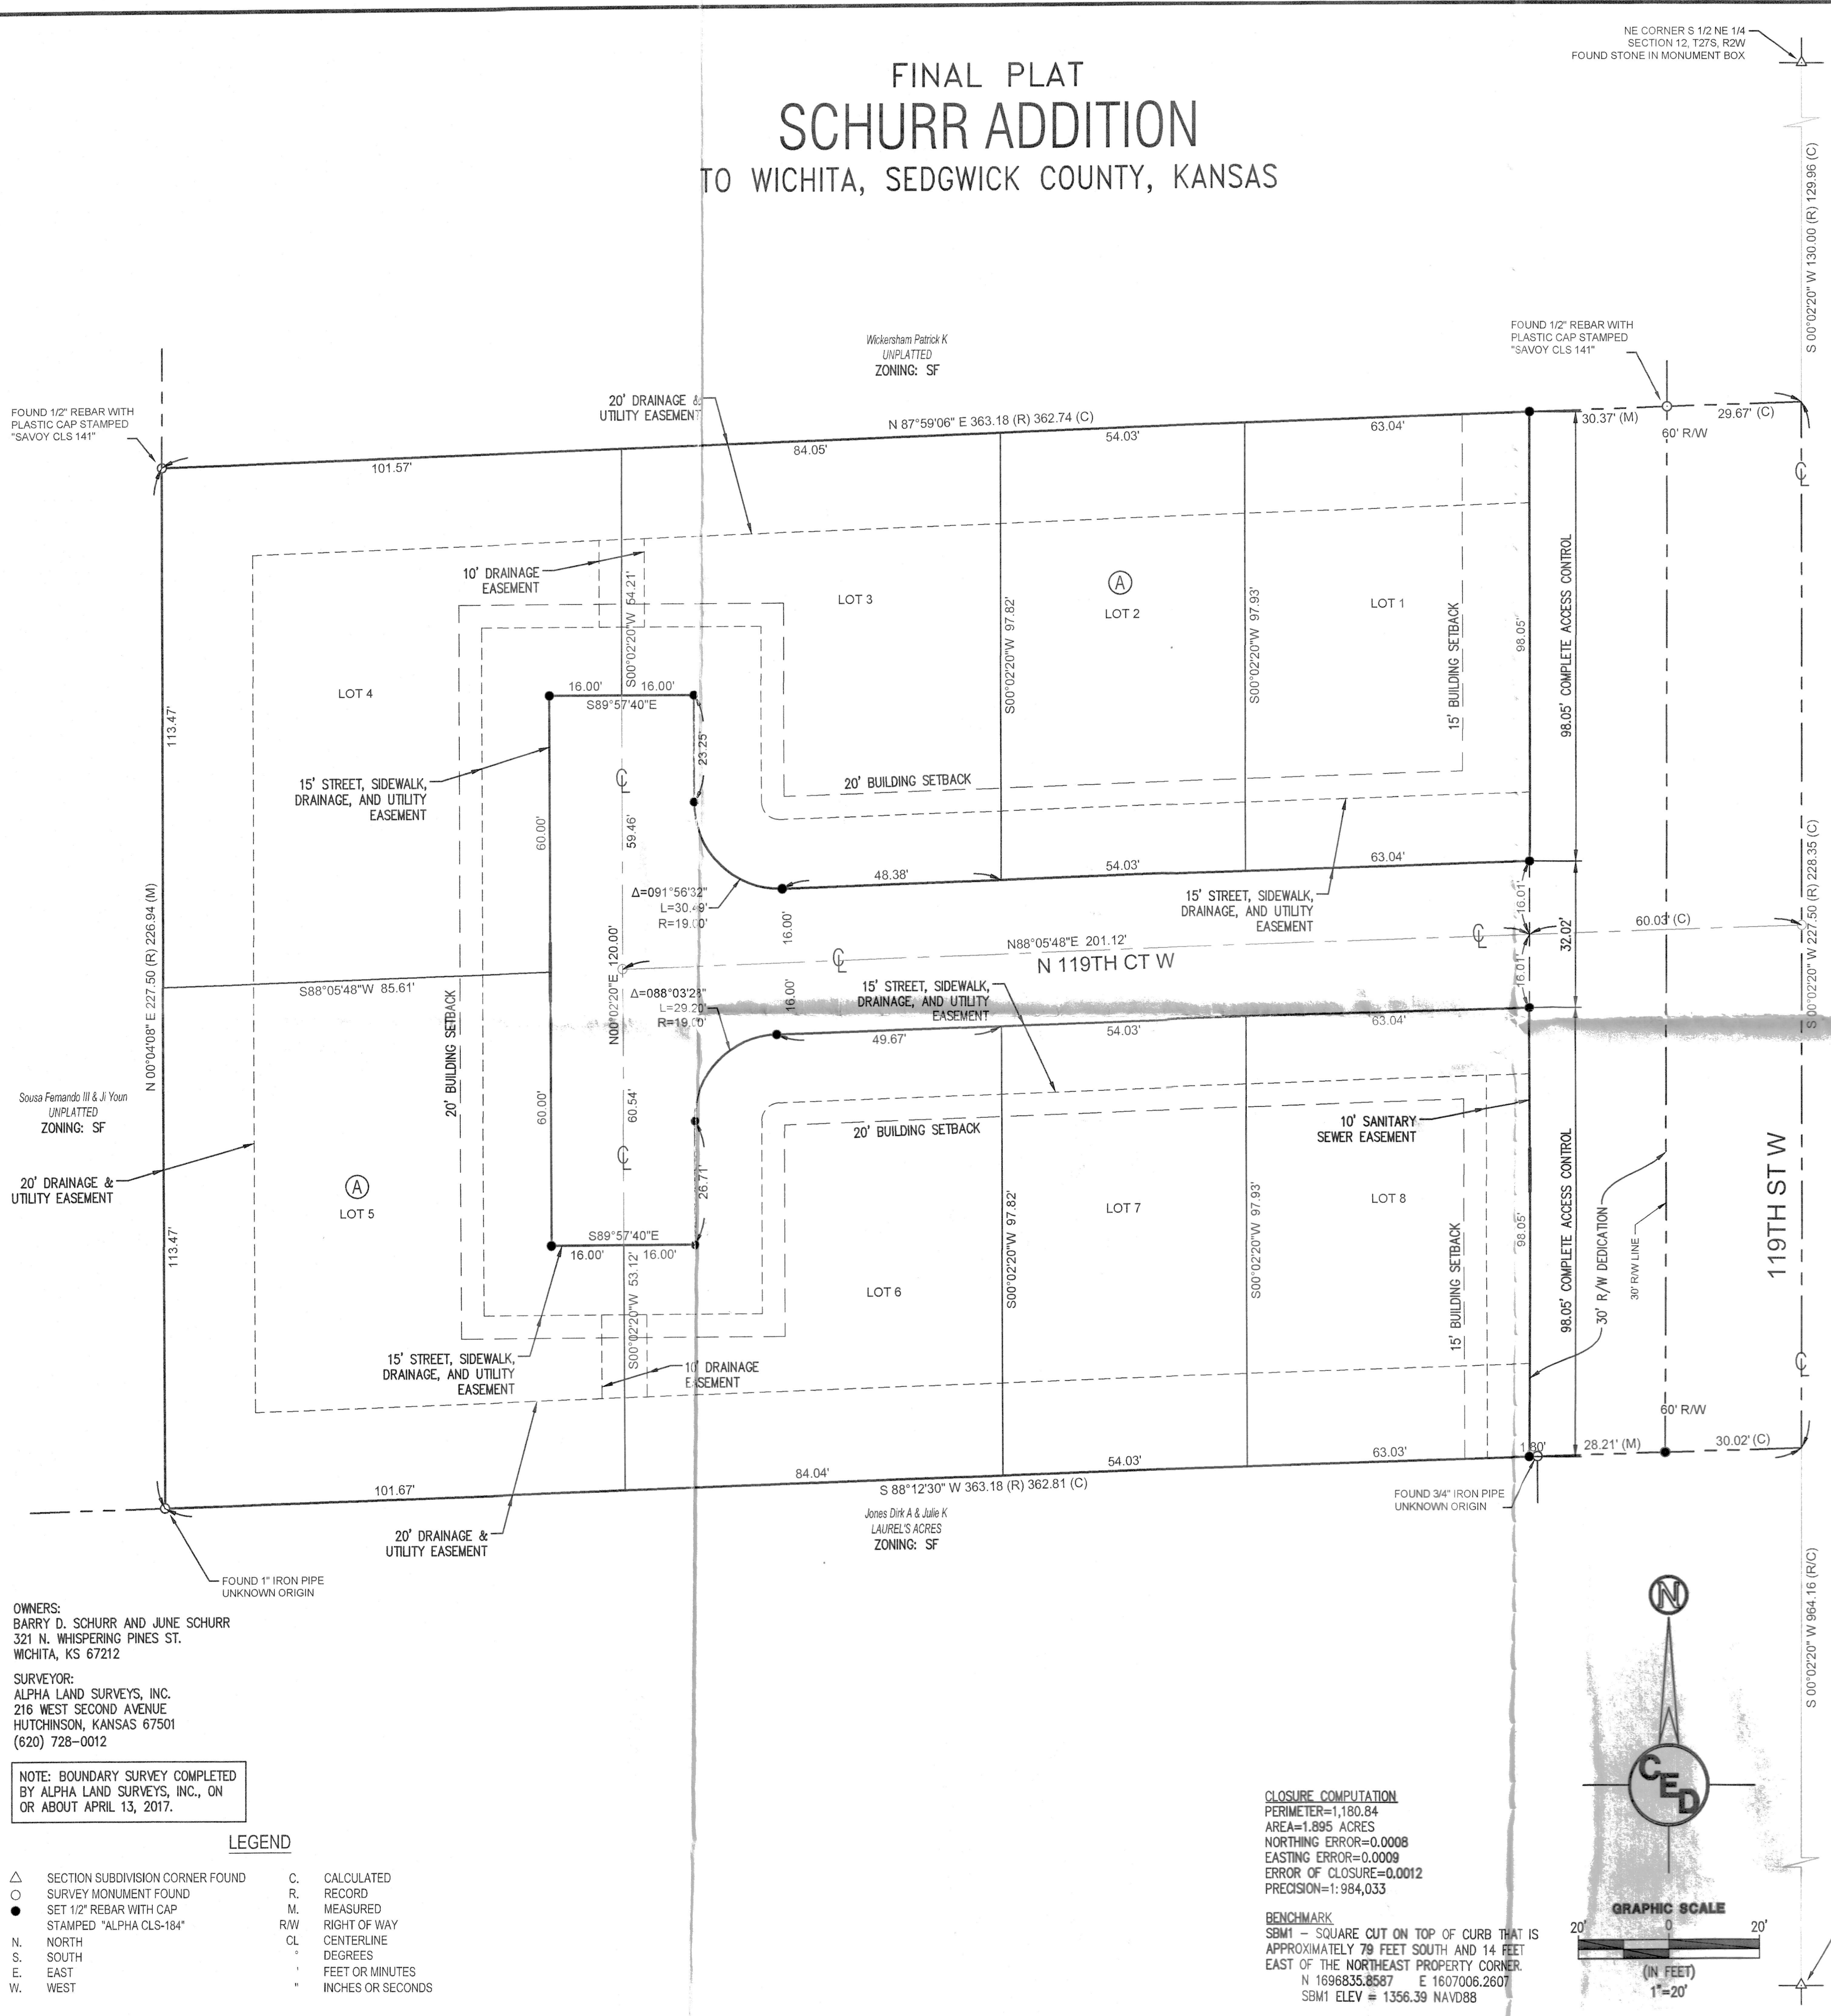 FINAL PLAT
SCHURR ADDITION
TO WICHITA, SEDGWICK COUNTY, KANSAS
NE CORNER S 1/2 NE 1/4
SECTION 12, T27S, R2W
FOUND STONE IN MONUMENT BOX
S 00°02'20" W 130.00 (R) 129.96 (C)
Wickersham Patrick K
UNPLATTED
ZONING: SF
FOUND 1/2" REBAR WITH
PLASTIC CAP STAMPED
"SAVOY CLS 141"
FOUND 1/2" REBAR WITH
PLASTIC CAP STAMPED
"SAVOY CLS 141"
20' DRAINAGE &
UTILITY EASEMENT
N 87°59'06" E 363.18 (R) 362.74 (C)
101.57'
84.05'
54.03'
63.04'
30.37' (M)
29.67' (C)
60' R/W
CL
10' DRAINAGE
EASEMENT
S00°02'20"W 54.21'
LOT 3
A
LOT 2
LOT 1
S00°02'20"W 97.82'
S00°02'20"W 97.93'
15' BUILDING SETBACK
98.05'
98.05' COMPLETE ACCESS CONTROL
LOT 4
113.47'
16.00'
16.00'
S89°57'40"E
23.25'
15' STREET, SIDEWALK,
DRAINAGE, AND UTILITY
EASEMENT
CL
20' BUILDING SETBACK
60.00'
59.46'
Δ=091°56'32"
L=30.49'
R=19.00'
48.38'
54.03'
63.04'
15' STREET, SIDEWALK,
DRAINAGE, AND UTILITY
EASEMENT
16.00'
16.01'
32.02'
60.03' (C)
N 00°04'08" E 227.50 (R) 226.94 (M)
S 00°02'20" W 227.50 (R) 228.35 (C)
N00°02'20"E 120.00'
CL
N88°05'48"E 201.12'
CL
N 119TH CT W
S88°05'48"W 85.61'
Δ=088°03'28"
L=29.20'
R=19.00'
16.00'
15' STREET, SIDEWALK,
DRAINAGE, AND UTILITY
EASEMENT
16.01'
49.67'
54.03'
63.04'
20' BUILDING SETBACK
Sousa Fernando III & Ji Youn
UNPLATTED
ZONING: SF
60.00'
60.54'
CL
20' BUILDING SETBACK
10' SANITARY
SEWER EASEMENT
20' DRAINAGE &
UTILITY EASEMENT
A
LOT 5
113.47'
26.71'
S89°57'40"E
16.00'
16.00'
S00°02'20"W 53.12'
LOT 6
LOT 7
LOT 8
S00°02'20"W 97.82'
S00°02'20"W 97.93'
15' BUILDING SETBACK
98.05'
98.05' COMPLETE ACCESS CONTROL
30' R/W DEDICATION
30' R/W LINE
119TH ST W
CL
15' STREET, SIDEWALK,
DRAINAGE, AND UTILITY
EASEMENT
10' DRAINAGE
EASEMENT
60' R/W
101.67'
84.04'
54.03'
63.03'
1.80'
28.21' (M)
30.02' (C)
S 88°12'30" W 363.18 (R) 362.81 (C)
Jones Dirk A & Julie K
LAUREL'S ACRES
ZONING: SF
FOUND 3/4" IRON PIPE
UNKNOWN ORIGIN
20' DRAINAGE &
UTILITY EASEMENT
FOUND 1" IRON PIPE
UNKNOWN ORIGIN
S 00°02'20" W 964.16 (R/C)
OWNERS:
BARRY D. SCHURR AND JUNE SCHURR
321 N. WHISPERING PINES ST.
WICHITA, KS 67212
SURVEYOR:
ALPHA LAND SURVEYS, INC.
216 WEST SECOND AVENUE
HUTCHINSON, KANSAS 67501
(620) 728-0012
NOTE: BOUNDARY SURVEY COMPLETED
BY ALPHA LAND SURVEYS, INC., ON
OR ABOUT APRIL 13, 2017.
LEGEND
SECTION SUBDIVISION CORNER FOUND
SURVEY MONUMENT FOUND
SET 1/2" REBAR WITH CAP
STAMPED "ALPHA CLS-184"
N. NORTH
S. SOUTH
E. EAST
W. WEST
C. CALCULATED
R. RECORD
M. MEASURED
R/W RIGHT OF WAY
CL CENTERLINE
° DEGREES
' FEET OR MINUTES
" INCHES OR SECONDS
CLOSURE COMPUTATION
PERIMETER=1,180.84
AREA=1.895 ACRES
NORTHING ERROR=0.0008
EASTING ERROR=0.0009
ERROR OF CLOSURE=0.0012
PRECISION=1: 984,033
BENCHMARK
SBM1 - SQUARE CUT ON TOP OF CURB THAT IS
APPROXIMATELY 79 FEET SOUTH AND 14 FEET
EAST OF THE NORTHEAST PROPERTY CORNER.
N 1696835.8587 E 1607006.2607
SBM1 ELEV = 1356.39 NAVD88
N
CED
GRAPHIC SCALE
20' 0 20'
(IN FEET)
1"=20'